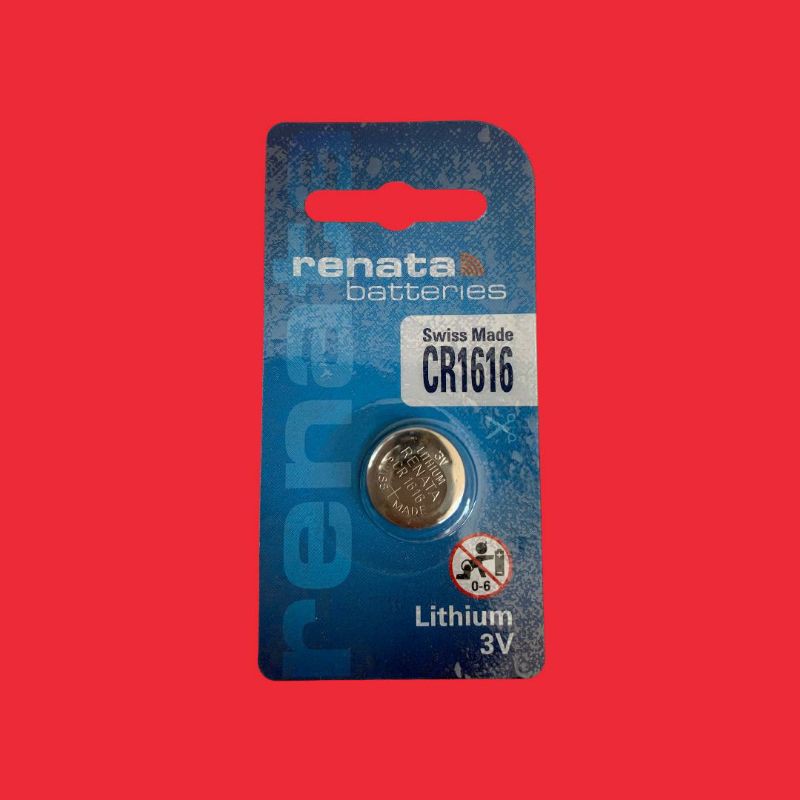 renata
renata
batteries
Swiss Made
CR1616
3V
LITHIUM
RENATA
CR 1616
SWISS MADE
0-6
Lithium
3V